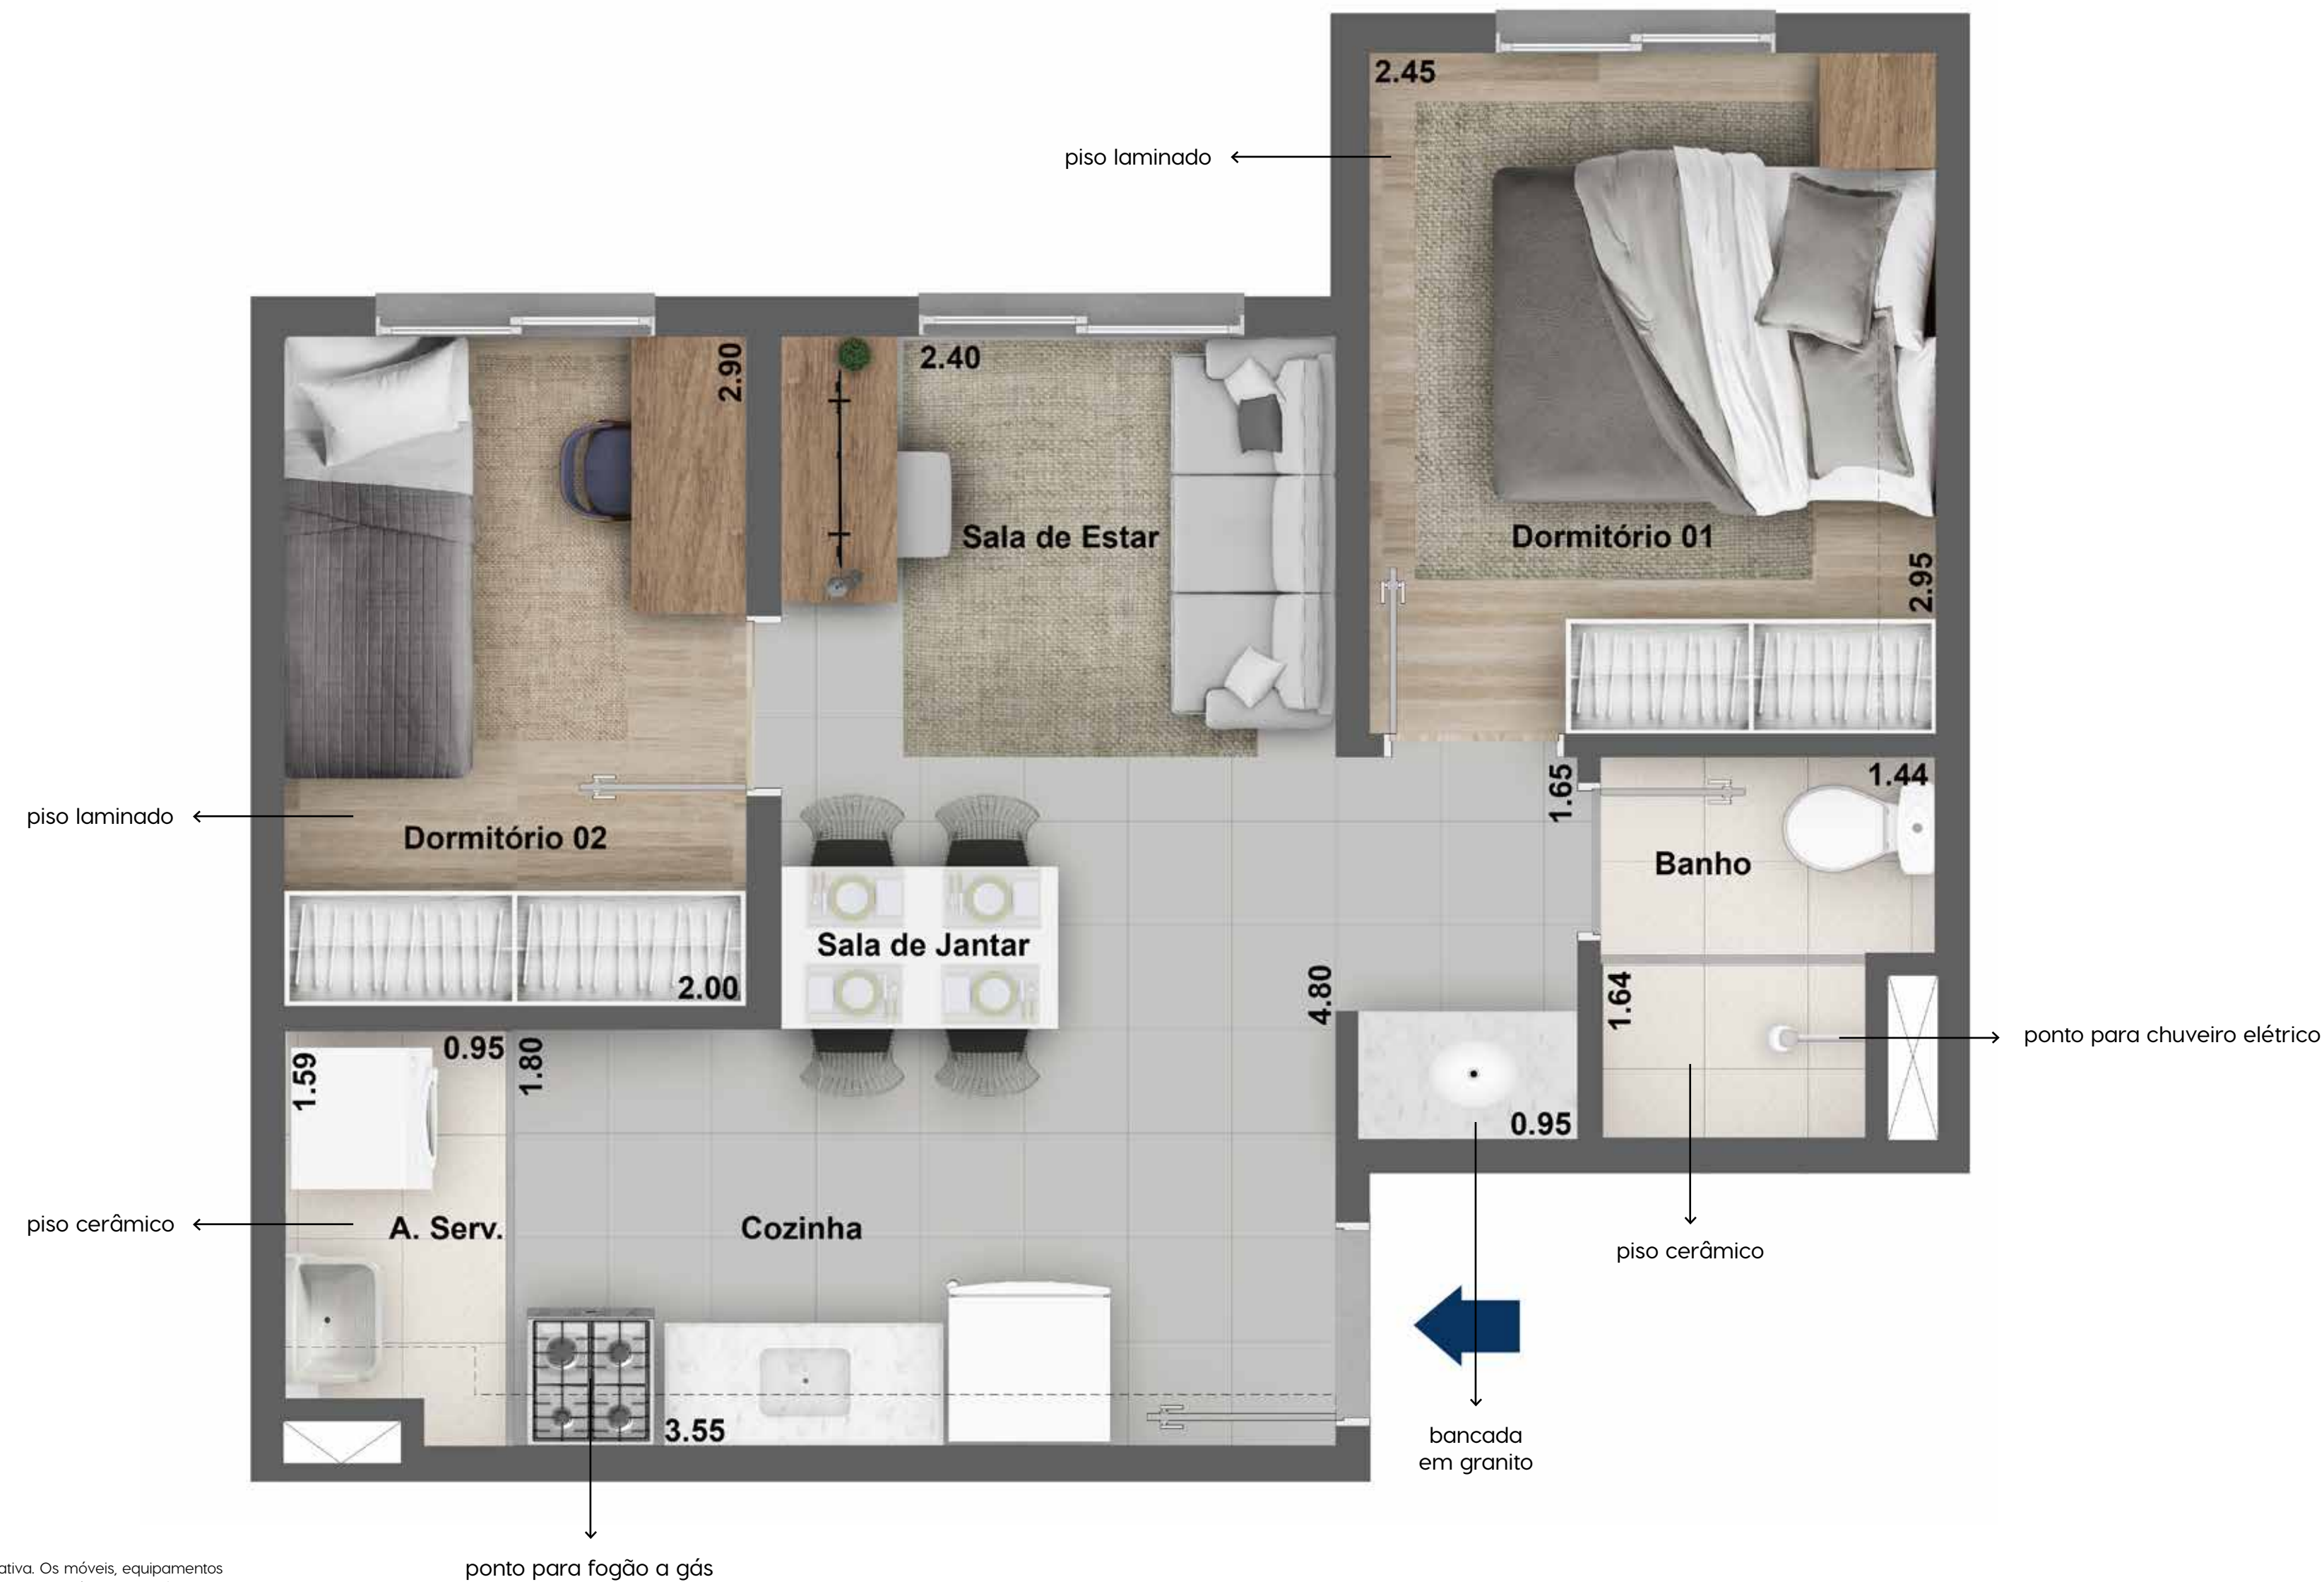 2.45
piso laminado
2.90
2.40
Sala de Estar
Dormitório 01
2.95
1.65
1.44
piso laminado
Dormitório 02
Banho
Sala de Jantar
2.00
4.80
1.64
ponto para chuveiro elétrico
1.59
0.95
1.80
0.95
piso cerâmico
A. Serv.
Cozinha
piso cerâmico
3.55
bancada
em granito
ponto para fogão a gás
Os móveis, equipamentos